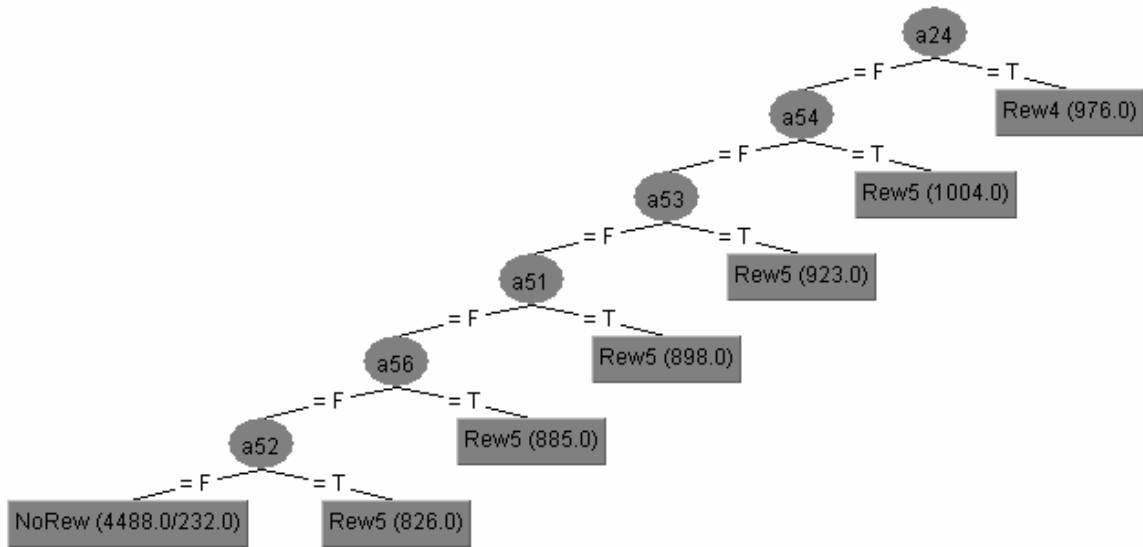 a24
= F
= T
a54
Rew4 (976.0)
= F
= T
a53
Rew5 (1004.0)
= F
= T
a51
Rew5 (923.0)
= F
= T
a56
Rew5 (898.0)
= F
= T
a52
Rew5 (885.0)
= F
= T
NoRew (4488.0/232.0)
Rew5 (826.0)